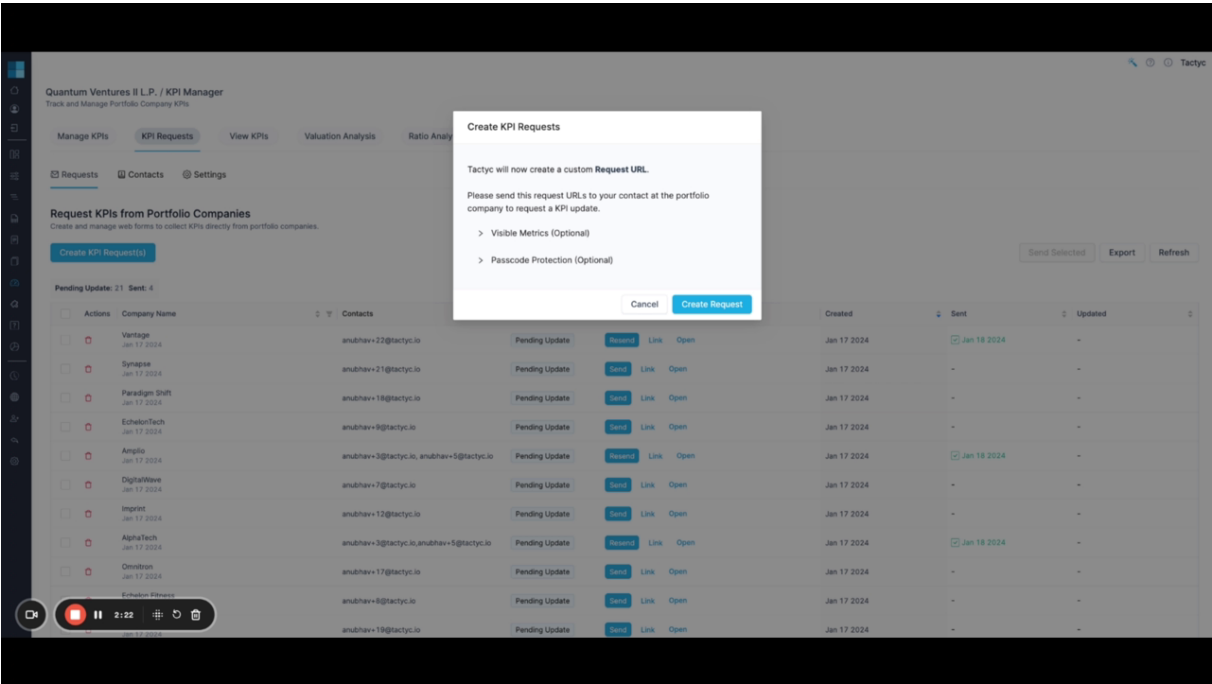 Tactyc
Quantum Ventures II L.P. / KPI Manager
Track and Manage Portfolio Company KPIs
Manage KPIs KPI Requests View KPIs Valuation Analysis Ratio Analy
Requests Contacts Settings
Request KPIs from Portfolio Companies
Create and manage web forms to collect KPIs directly from portfolio companies.
Create KPI Request(s) Send Selected Export Refresh
Pending Update: 21 Sent: 4
Create KPI Requests
Tactyc will now create a custom Request URL.
Please send this request URLs to your contact at the portfolio
company to request a KPI update.
> Visible Metrics (Optional)
> Passcode Protection (Optional)
Cancel Create Request
Actions Company Name Contacts Created Sent Updated
Vantage
Jan 17 2024 anubhav+22@tactyc.io Pending Update Resend Link Open Jan 17 2024 Jan 18 2024 -
Synapse
Jan 17 2024 anubhav+21@tactyc.io Pending Update Send Link Open Jan 17 2024 - -
Paradigm Shift
Jan 17 2024 anubhav+18@tactyc.io Pending Update Send Link Open Jan 17 2024 - -
EchelonTech
Jan 17 2024 anubhav+9@tactyc.io Pending Update Send Link Open Jan 17 2024 - -
Amplio
Jan 17 2024 anubhav+3@tactyc.io, anubhav+5@tactyc.io Pending Update Resend Link Open Jan 17 2024 Jan 18 2024 -
DigitalWave
Jan 17 2024 anubhav+7@tactyc.io Pending Update Send Link Open Jan 17 2024 - -
Imprint
Jan 17 2024 anubhav+12@tactyc.io Pending Update Send Link Open Jan 17 2024 - -
AlphaTech
Jan 17 2024 anubhav+3@tactyc.io,anubhav+5@tactyc.io Pending Update Resend Link Open Jan 17 2024 Jan 18 2024 -
Omnitron
Jan 17 2024 anubhav+17@tactyc.io Pending Update Send Link Open Jan 17 2024 - -
Echelon Fitness
anubhav+8@tactyc.io Pending Update Send Link Open Jan 17 2024 - -
2:22
anubhav+19@tactyc.io Pending Update Send Link Open Jan 17 2024 - -
Jan 17 2024